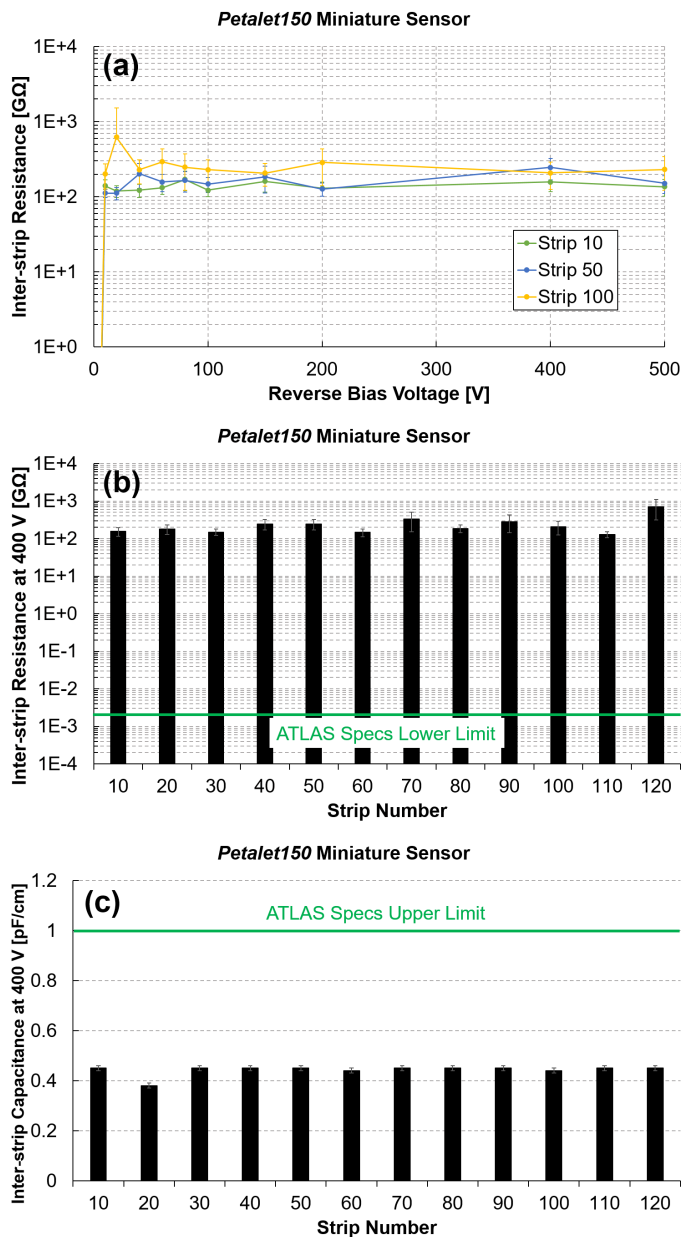 Petalet150 Miniature Sensor
(a)
Inter-strip Resistance [GΩ]
1E+4
1E+3
1E+2
1E+1
1E+0
Strip 10
Strip 50
Strip 100
0 100 200 300 400 500
Reverse Bias Voltage [V]
Petalet150 Miniature Sensor
(b)
Inter-strip Resistance at 400 V [GΩ]
1E+4
1E+3
1E+2
1E+1
1E+0
1E-1
1E-2
1E-3
1E-4
ATLAS Specs Lower Limit
10 20 30 40 50 60 70 80 90 100 110 120
Strip Number
Petalet150 Miniature Sensor
(c)
Inter-strip Capacitance at 400 V [pF/cm]
1.2
1
0.8
0.6
0.4
0.2
0
ATLAS Specs Upper Limit
10 20 30 40 50 60 70 80 90 100 110 120
Strip Number